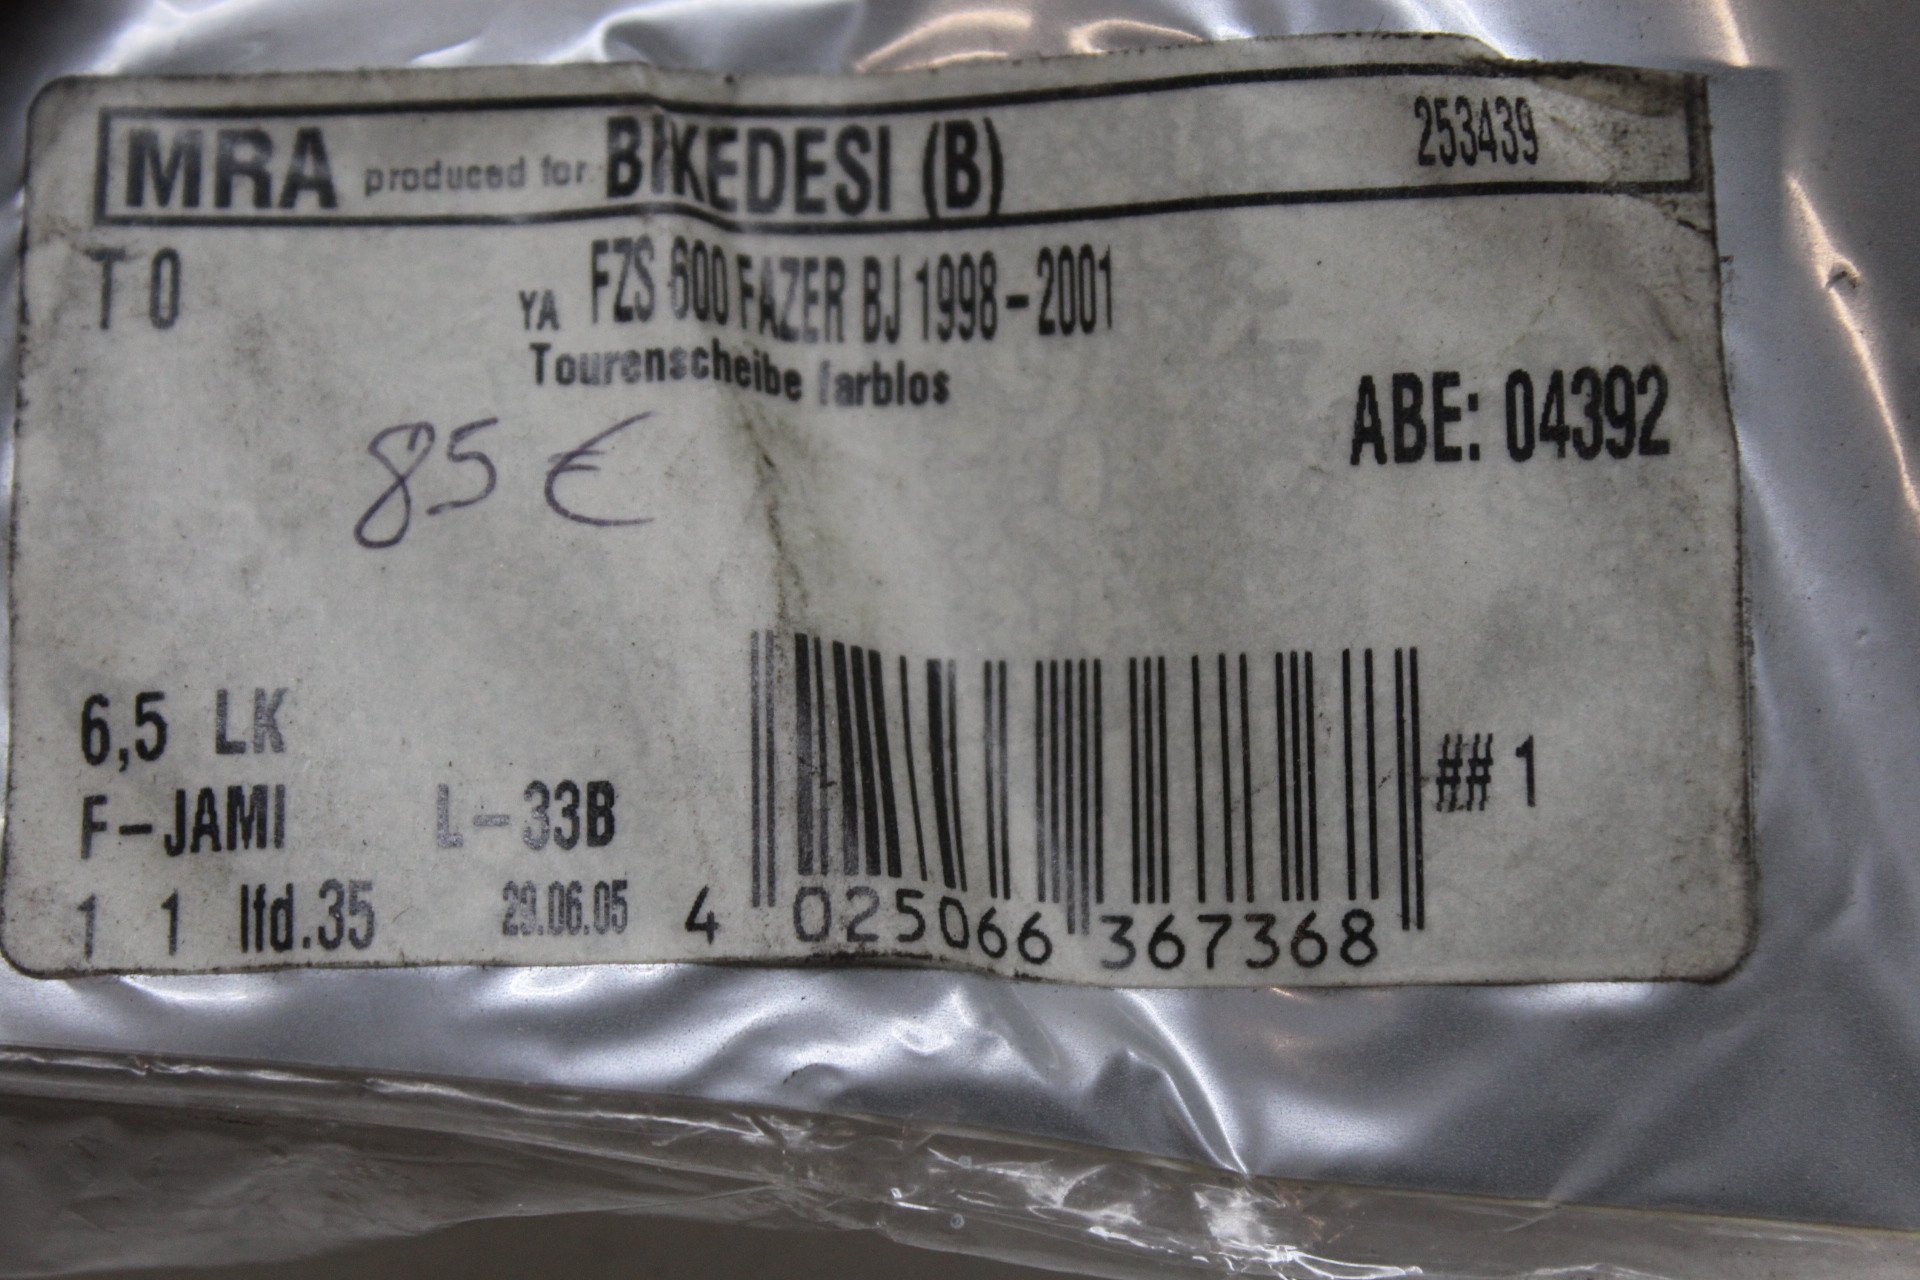 MRA produced for BIKEDESI (B) 253439
T 0 YA FZS 600 FAZER BJ 1998-2001
Tourenscheibe farblos
ABE: 04392
85 €
6,5 LK
F-JAMI L-33B
## 1
1 1 lfd.35 29.06.05
4 025066 367368